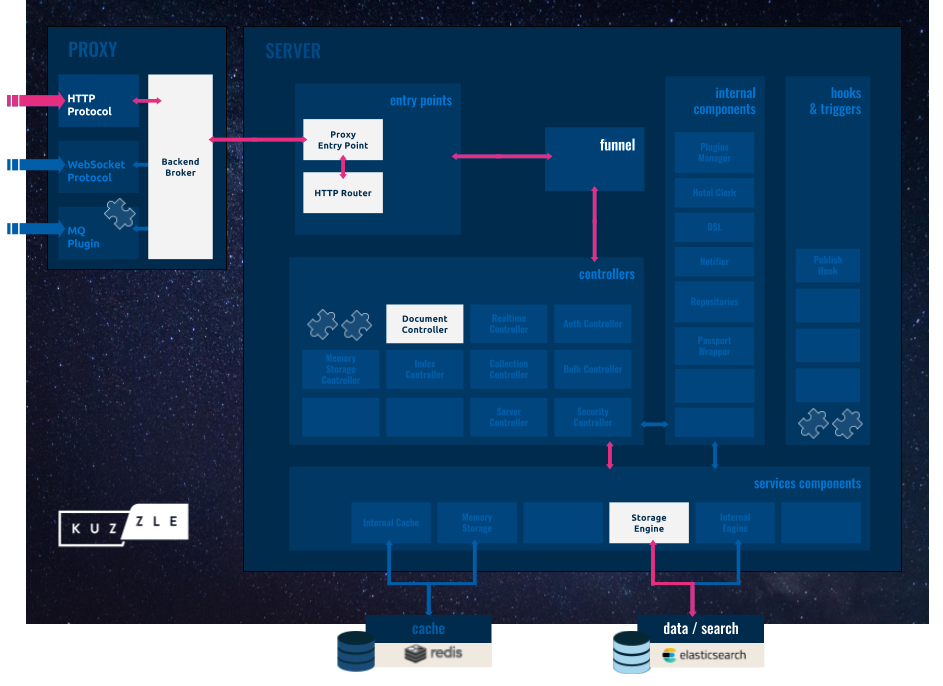 PROXY
HTTP
Protocol
WebSocket
Protocol
MQ
Plugin
Backend
Broker
SERVER
entry points
Proxy
Entry Point
HTTP Router
funnel
internal
components
Plugins
Manager
Hotel Clerk
DSL
Notifier
Repositories
Passport
Wrapper
hooks
& triggers
Publish
Hook
controllers
Document
Controller
Realtime
Controller
Auth Controller
Memory
Storage
Controller
Index
Controller
Collection
Controller
Bulk Controller
Server
Controller
Security
Controller
services components
Internal Cache
Memory
Storage
Storage
Engine
Internal
Engine
KUZZLE
cache
redis
data / search
elasticsearch